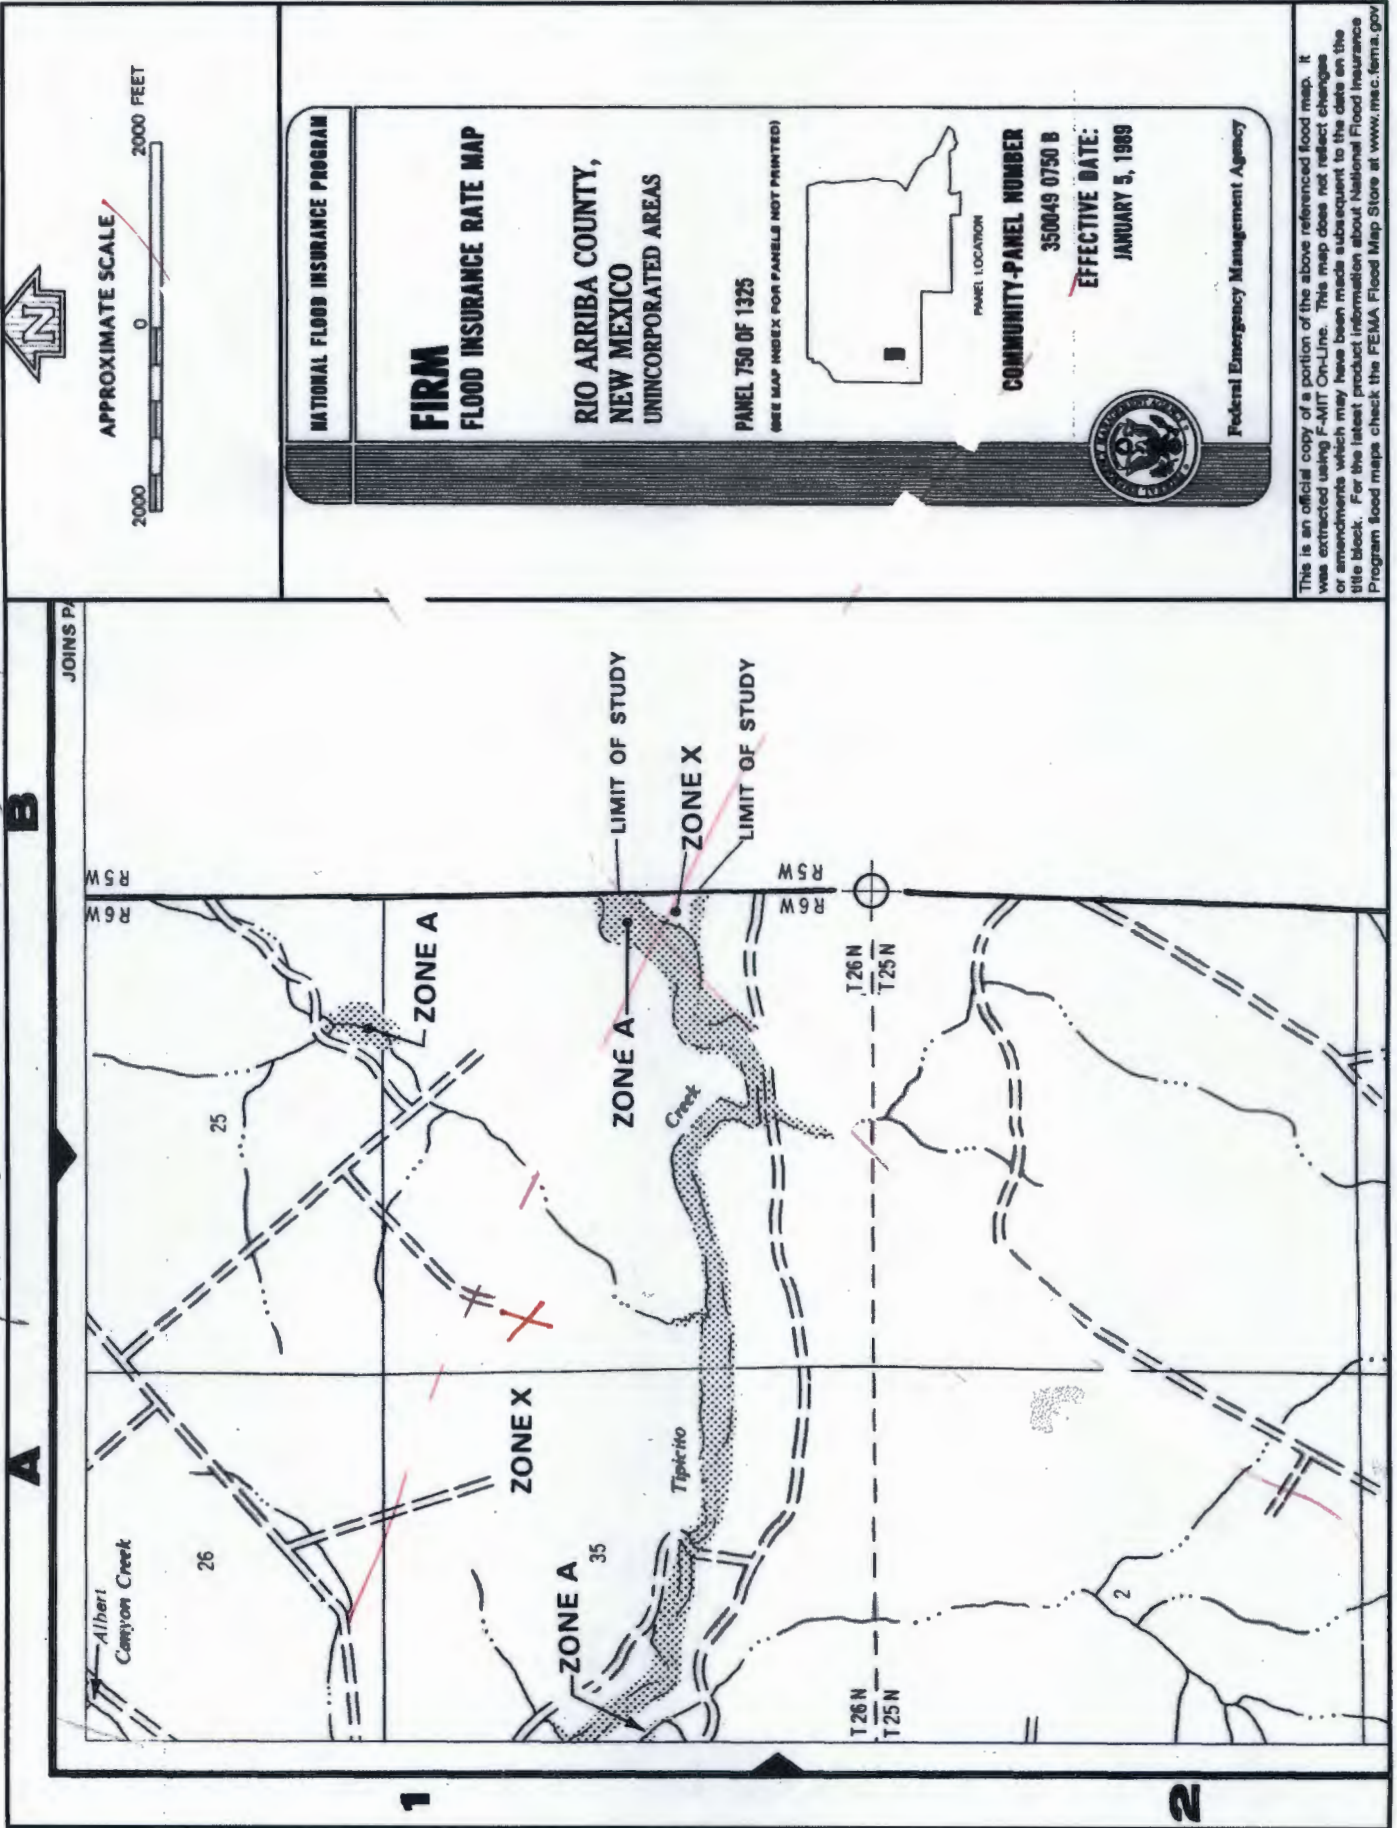 A
B
1
2
JOINS PA
Albert
Canyon Creek
26
25
R6W
R5W
ZONE A
ZONE X
ZONE A
35
Tipicito
Creek
ZONE A
LIMIT OF STUDY
ZONE X
LIMIT OF STUDY
R6W
R5W
T26N
T25N
T26N
T25N
2
N
APPROXIMATE SCALE
2000
0
2000 FEET
NATIONAL FLOOD INSURANCE PROGRAM
FIRM
FLOOD INSURANCE RATE MAP
RIO ARRIBA COUNTY,
NEW MEXICO
UNINCORPORATED AREAS
PANEL 750 OF 1325
(SEE MAP INDEX FOR PANELS NOT PRINTED)
PANEL LOCATION
COMMUNITY-PANEL NUMBER
350049 0750 B
EFFECTIVE DATE:
JANUARY 5, 1989
Federal Emergency Management Agency
This is an official copy of a portion of the above referenced flood map. It
was extracted using F-MIT On-Line. This map does not reflect changes
or amendments which may have been made subsequent to the date on the
title block. For the latest product information about National Flood Insurance
Program flood maps check the FEMA Flood Map Store at www.msc.fema.gov